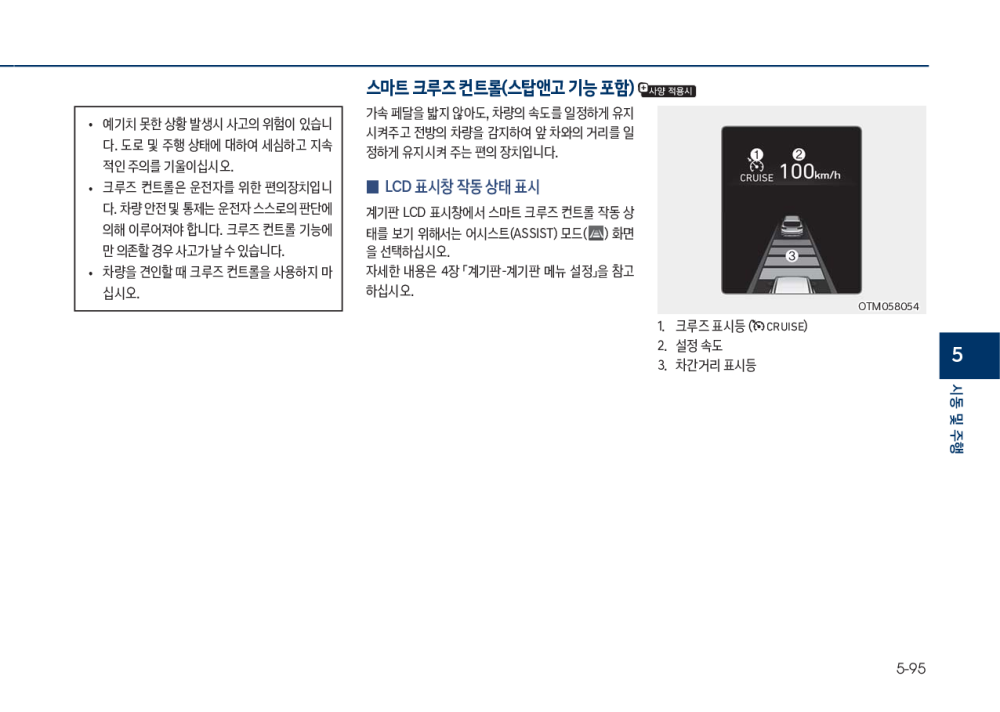 • 예기치 못한 상황 발생시 사고의 위험이 있습니
다. 도로 및 주행 상태에 대하여 세심하고 지속
적인 주의를 기울이십시오.
• 크루즈 컨트롤은 운전자를 위한 편의장치입니
다. 차량 안전 및 통제는 운전자 스스로의 판단에
의해 이루어져야 합니다. 크루즈 컨트롤 기능에
만 의존할 경우 사고가 날 수 있습니다.
• 차량을 견인할 때 크루즈 컨트롤을 사용하지 마
십시오.
스마트 크루즈 컨트롤(스탑앤고 기능 포함) 사양 적용시
가속 페달을 밟지 않아도, 차량의 속도를 일정하게 유지
시켜주고 전방의 차량을 감지하여 앞 차와의 거리를 일
정하게 유지시켜 주는 편의 장치입니다.
■ LCD 표시창 작동 상태 표시
계기판 LCD 표시창에서 스마트 크루즈 컨트롤 작동 상
태를 보기 위해서는 어시스트(ASSIST) 모드( ) 화면
을 선택하십시오.
자세한 내용은 4장 「계기판-계기판 메뉴 설정」을 참고
하십시오.
1 2
CRUISE 100km/h
3
OTM058054
1. 크루즈 표시등 ( CRUISE)
2. 설정 속도
3. 차간거리 표시등
5
시동 및 주행
5-95